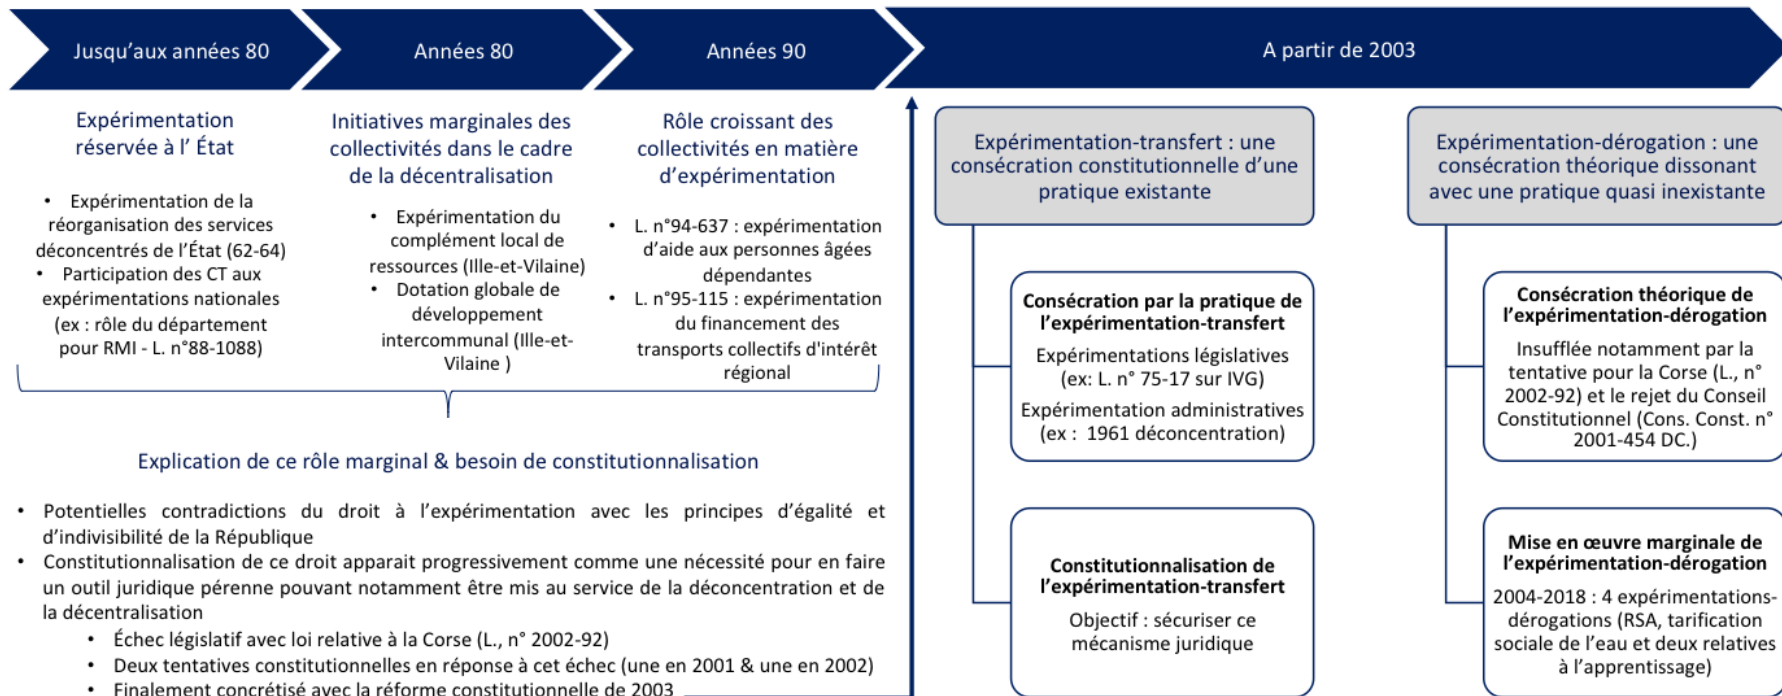 Jusqu'aux années 80
Années 80
Années 90
A partir de 2003
Expérimentation
réservée à l' État
• Expérimentation de la
réorganisation des services
déconcentrés de l'État (62-64)
• Participation des CT aux
expérimentations nationales
(ex : rôle du département
pour RMI - L. n°88-1088)
Initiatives marginales des
collectivités dans le cadre
de la décentralisation
• Expérimentation du
complément local de
ressources (Ille-et-Vilaine)
• Dotation globale de
développement
intercommunal (Ille-et-
Vilaine )
Rôle croissant des
collectivités en matière
d'expérimentation
• L. n°94-637 : expérimentation
d'aide aux personnes âgées
dépendantes
• L. n°95-115 : expérimentation
du financement des
transports collectifs d'intérêt
régional
Explication de ce rôle marginal & besoin de constitutionnalisation
• Potentielles contradictions du droit à l'expérimentation avec les principes d'égalité et
d'indivisibilité de la République
• Constitutionnalisation de ce droit apparait progressivement comme une nécessité pour en faire
un outil juridique pérenne pouvant notamment être mis au service de la déconcentration et de
la décentralisation
• Échec législatif avec loi relative à la Corse (L., n° 2002-92)
• Deux tentatives constitutionnelles en réponse à cet échec (une en 2001 & une en 2002)
• Finalement concrétisé avec la réforme constitutionnelle de 2003
Expérimentation-transfert : une
consécration constitutionnelle d'une
pratique existante
Consécration par la pratique de
l'expérimentation-transfert
Expérimentations législatives
(ex: L. n° 75-17 sur IVG)
Expérimentation administratives
(ex : 1961 déconcentration)
Constitutionnalisation de
l'expérimentation-transfert
Objectif : sécuriser ce
mécanisme juridique
Expérimentation-dérogation : une
consécration théorique dissonant
avec une pratique quasi inexistante
Consécration théorique de
l'expérimentation-dérogation
Insufflée notamment par la
tentative pour la Corse (L., n°
2002-92) et le rejet du Conseil
Constitutionnel (Cons. Const. n°
2001-454 DC.)
Mise en œuvre marginale de
l'expérimentation-dérogation
2004-2018 : 4 expérimentations-
dérogations (RSA, tarification
sociale de l'eau et deux relatives
à l'apprentissage)